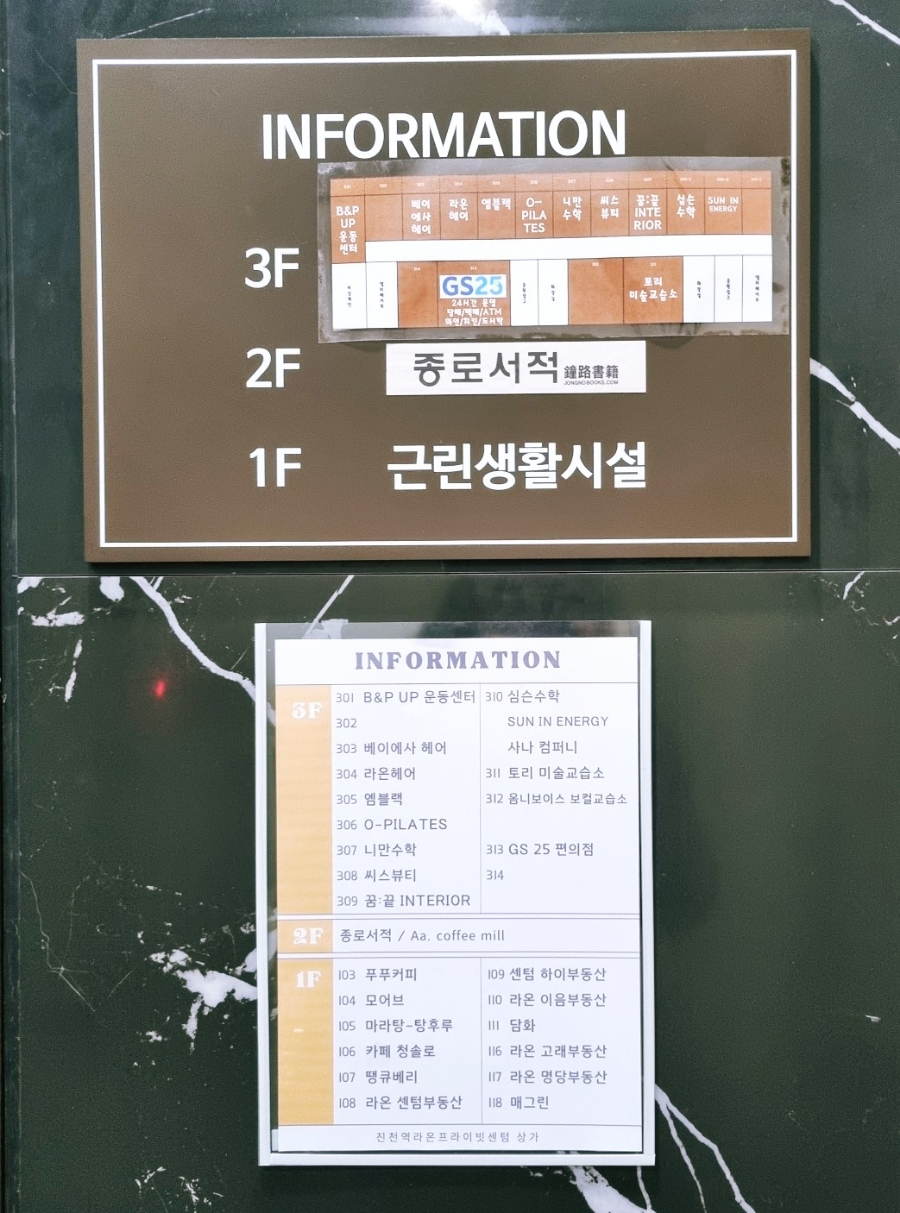 INFORMATION
3F
B&P UP 운동센터
베이에사 헤어
라온헤어
엠블랙
O-PILATES
니만수학
씨스뷰티
꿈:끝 INTERIOR
심슨수학
SUN IN ENERGY
GS25
24시간 운영
토리
미술교습소
2F 종로서적 鐘路書籍
JONGNOBOOKS.COM
1F 근린생활시설
INFORMATION
3F
301 B&P UP 운동센터
302
303 베이에사 헤어
304 라온헤어
305 엠블랙
306 O-PILATES
307 니만수학
308 씨스뷰티
309 꿈:끝 INTERIOR
310 심슨수학
SUN IN ENERGY
사나 컴퍼니
311 토리 미술교습소
312 옴니보이스 보컬교습소
313 GS 25 편의점
314
2F 종로서적 / Aa. coffee mill
1F
103 푸푸커피
104 모어브
105 마라탕-탕후루
106 카페 청솔로
107 땡큐베리
108 라온 센텀부동산
109 센텀 하이부동산
110 라온 이음부동산
111 담화
116 라온 고래부동산
117 라온 명당부동산
118 매그린
진천역라온프라이빗센텀 상가